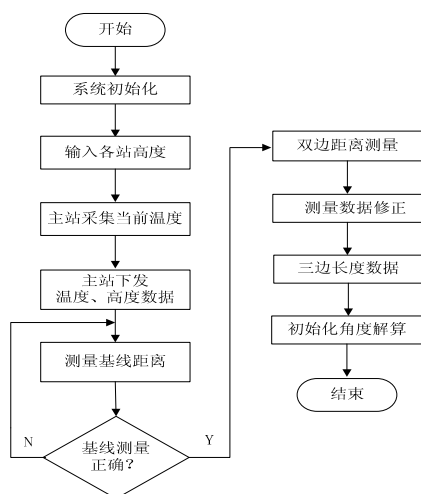 开始
系统初始化
输入各站高度
主站采集当前温度
主站下发
温度、高度数据
测量基线距离
基线测量
正确？
N
Y
双边距离测量
测量数据修正
三边长度数据
初始化角度解算
结束